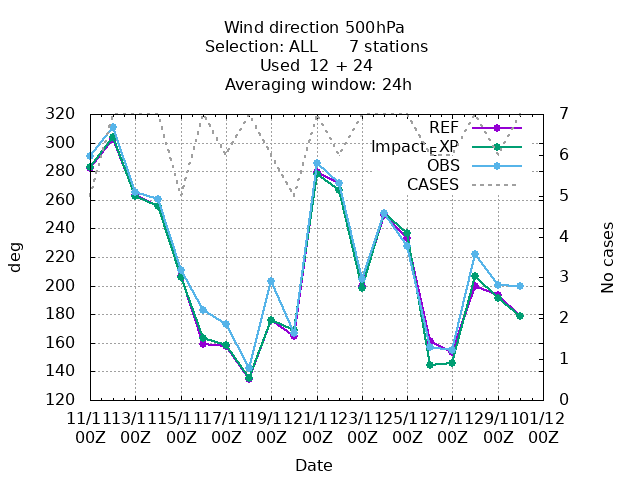 Wind direction 500hPa
Selection: ALL 7 stations
Used 12 + 24
Averaging window: 24h
320
300
280
260
240
220
200
180
160
140
120
deg
7
6
5
4
3
2
1
0
No cases
REF
Impact_EXP
OBS
CASES
11/11 13/11 15/11 17/11 19/11 21/11 23/11 25/11 27/11 29/11 01/12
00Z 00Z 00Z 00Z 00Z 00Z 00Z 00Z 00Z 00Z 00Z
Date